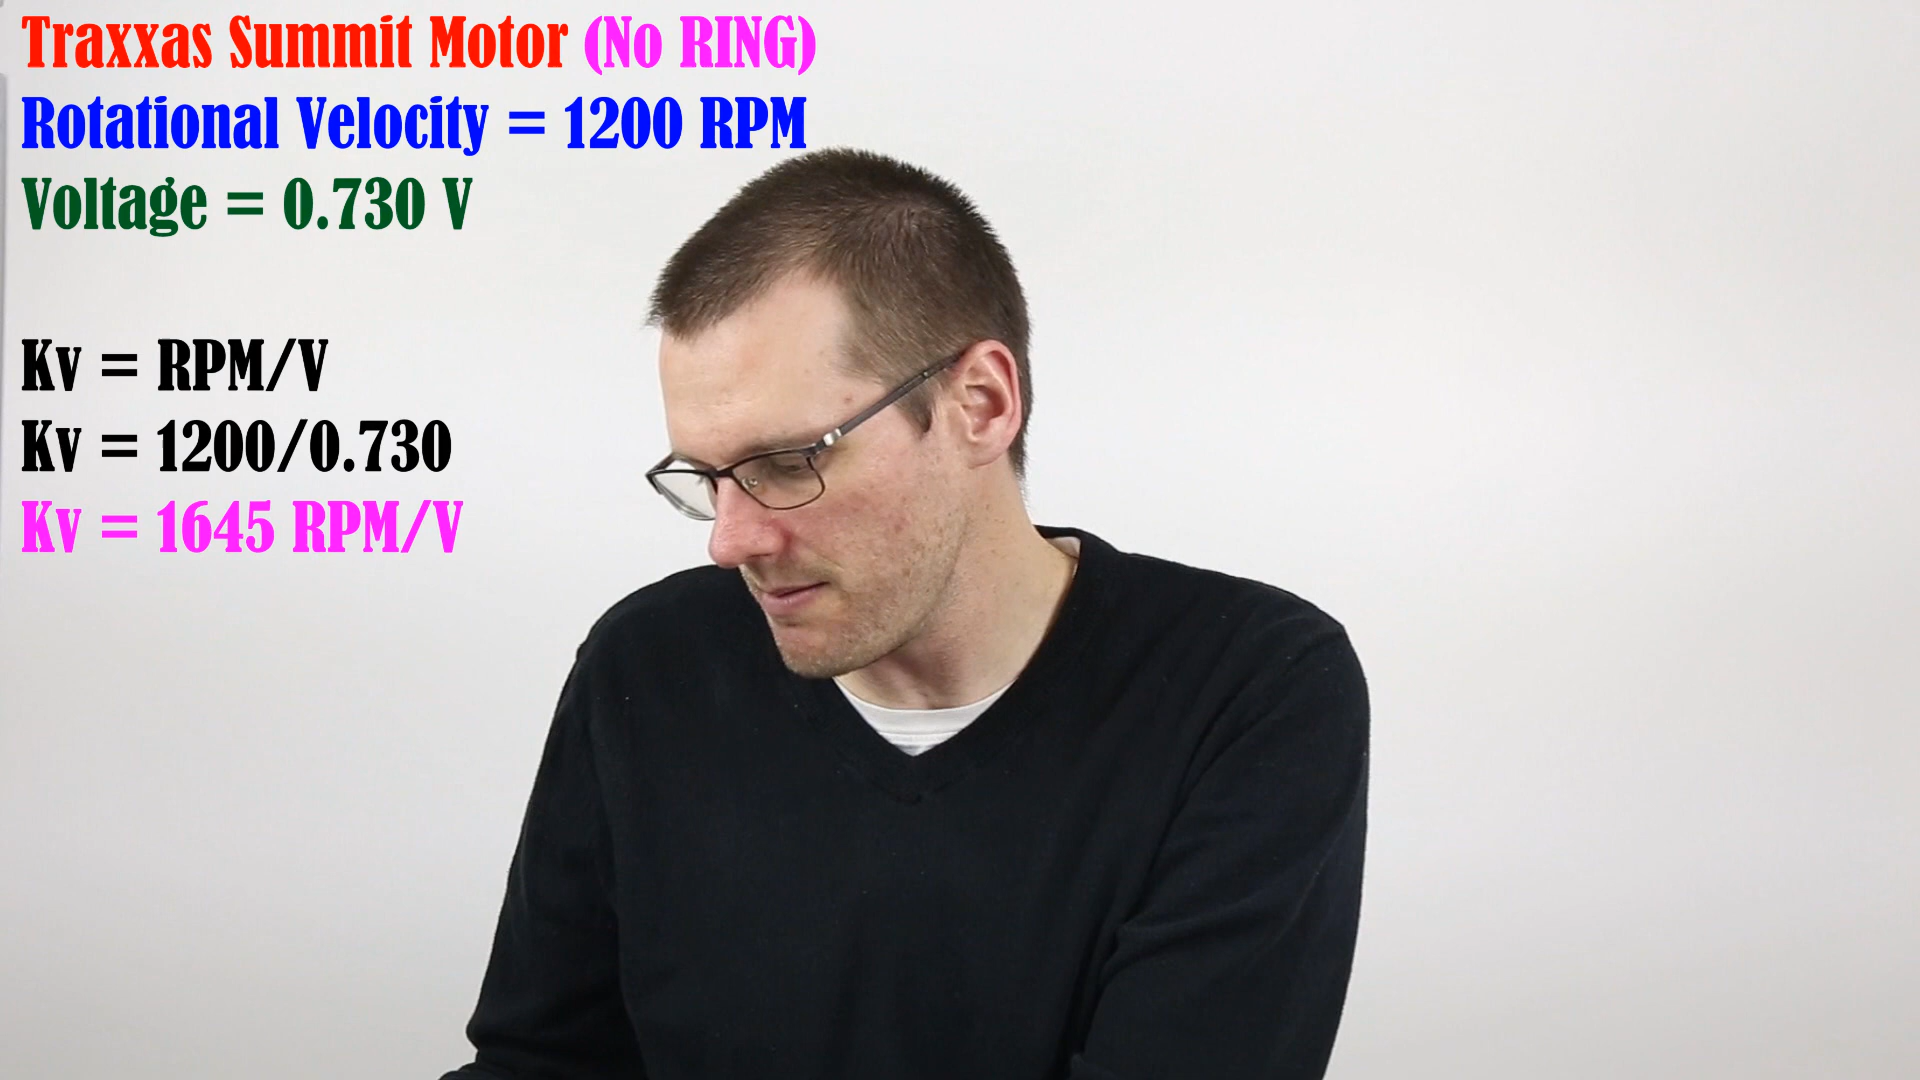 Traxxas Summit Motor (No RING)
Rotational Velocity = 1200 RPM
Voltage = 0.730 V
Kv = RPM/V
Kv = 1200/0.730
Kv = 1645 RPM/V